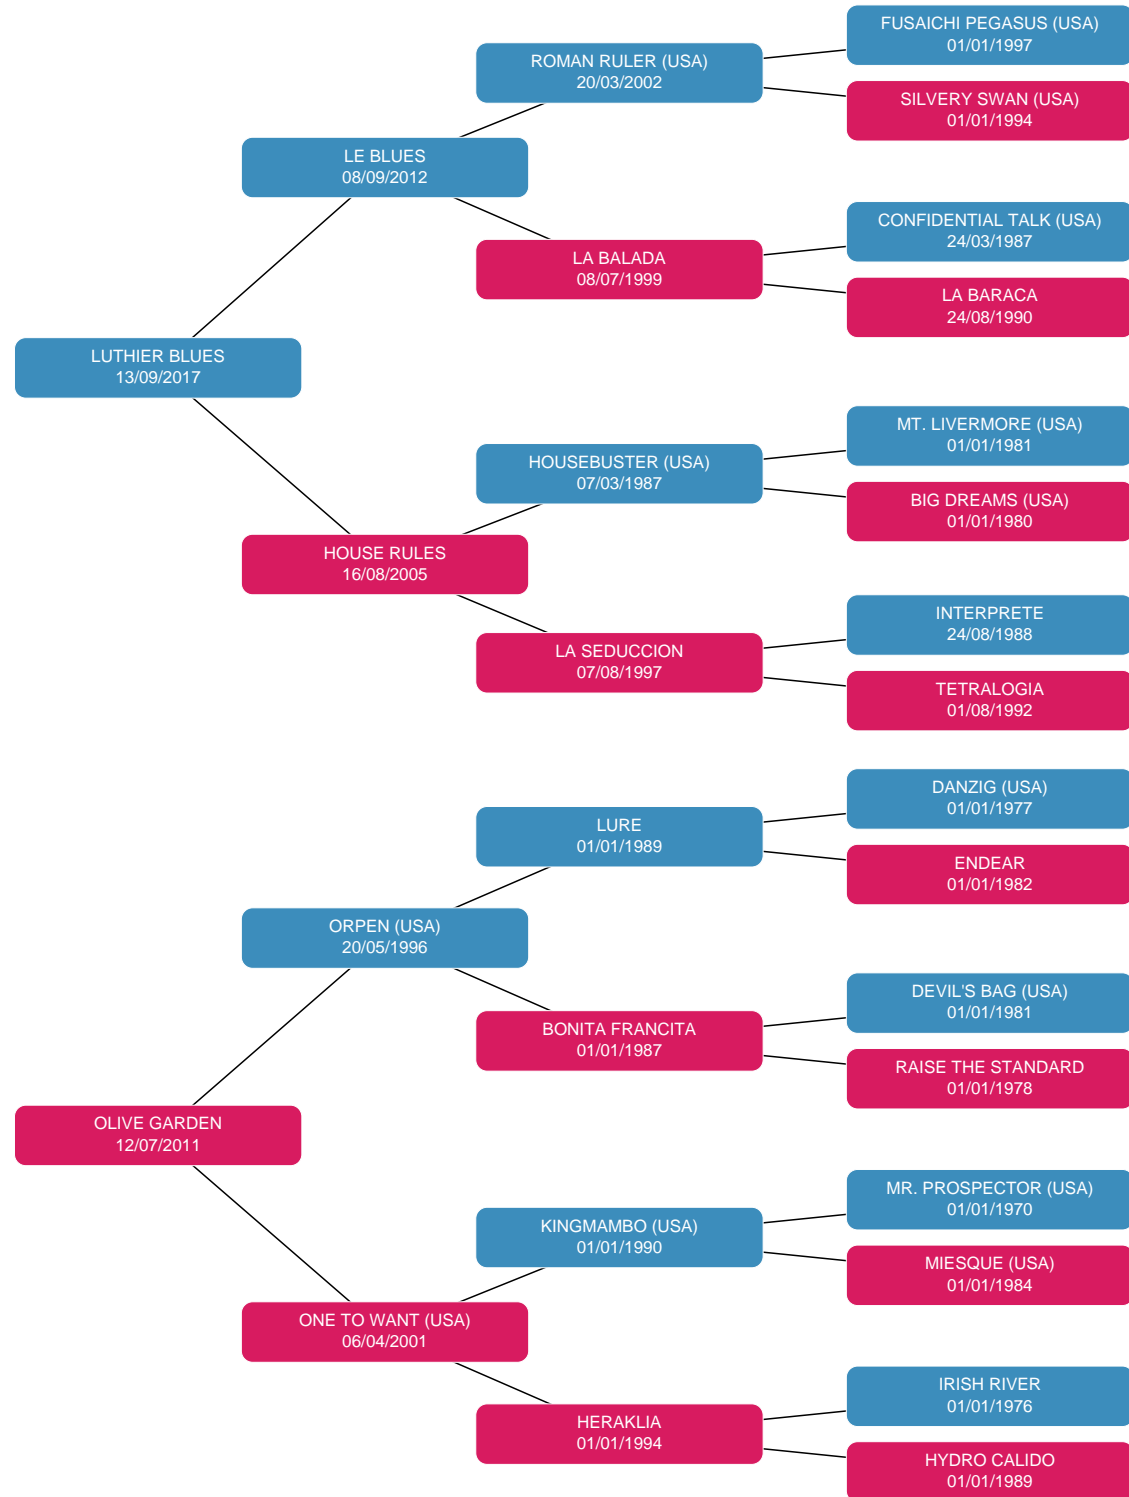 FUSAICHI PEGASUS (USA)
01/01/1997
ROMAN RULER (USA)
20/03/2002
SILVERY SWAN (USA)
01/01/1994
LE BLUES
08/09/2012
CONFIDENTIAL TALK (USA)
24/03/1987
LA BALADA
08/07/1999
LA BARACA
24/08/1990
LUTHIER BLUES
13/09/2017
MT. LIVERMORE (USA)
01/01/1981
HOUSEBUSTER (USA)
07/03/1987
BIG DREAMS (USA)
01/01/1980
HOUSE RULES
16/08/2005
INTERPRETE
24/08/1988
LA SEDUCCION
07/08/1997
TETRALOGIA
01/08/1992
DANZIG (USA)
01/01/1977
LURE
01/01/1989
ENDEAR
01/01/1982
ORPEN (USA)
20/05/1996
DEVIL'S BAG (USA)
01/01/1981
BONITA FRANCITA
01/01/1987
RAISE THE STANDARD
01/01/1978
OLIVE GARDEN
12/07/2011
MR. PROSPECTOR (USA)
01/01/1970
KINGMAMBO (USA)
01/01/1990
MIESQUE (USA)
01/01/1984
ONE TO WANT (USA)
06/04/2001
IRISH RIVER
01/01/1976
HERAKLIA
01/01/1994
HYDRO CALIDO
01/01/1989